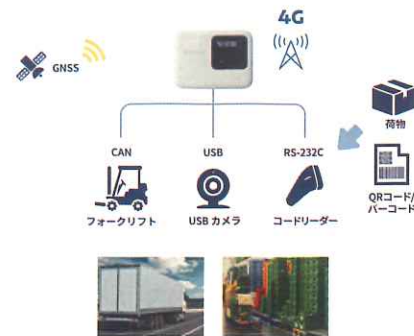 4G
GNSS
荷物
CAN
USB
RS-232C
フォークリフト
USB カメラ
コードリーダー
QRコード/
バーコード